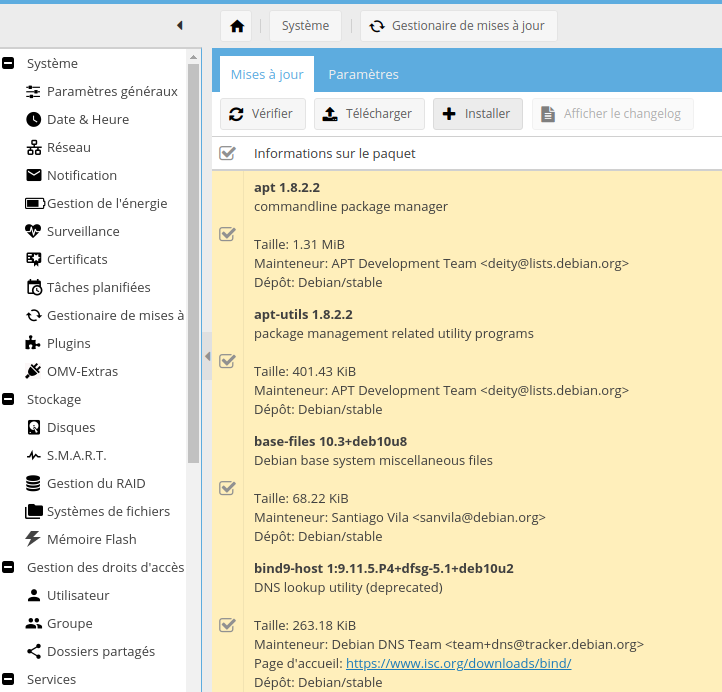 Système
Gestionaire de mises à jour
Système
Paramètres généraux
Date & Heure
Réseau
Notification
Gestion de l'énergie
Surveillance
Certificats
Tâches planifiées
Gestionaire de mises à
Plugins
OMV-Extras
Stockage
Disques
S.M.A.R.T.
Gestion du RAID
Systèmes de fichiers
Mémoire Flash
Gestion des droits d'accès
Utilisateur
Groupe
Dossiers partagés
Services
Mises à jour
Paramètres
Vérifier
Télécharger
Installer
Afficher le changelog
Informations sur le paquet
apt 1.8.2.2
commandline package manager
Taille: 1.31 MiB
Mainteneur: APT Development Team <deity@lists.debian.org>
Dépôt: Debian/stable
apt-utils 1.8.2.2
package management related utility programs
Taille: 401.43 KiB
Mainteneur: APT Development Team <deity@lists.debian.org>
Dépôt: Debian/stable
base-files 10.3+deb10u8
Debian base system miscellaneous files
Taille: 68.22 KiB
Mainteneur: Santiago Vila <sanvila@debian.org>
Dépôt: Debian/stable
bind9-host 1:9.11.5.P4+dfsg-5.1+deb10u2
DNS lookup utility (deprecated)
Taille: 263.18 KiB
Mainteneur: Debian DNS Team <team+dns@tracker.debian.org>
Page d'accueil: https://www.isc.org/downloads/bind/
Dépôt: Debian/stable